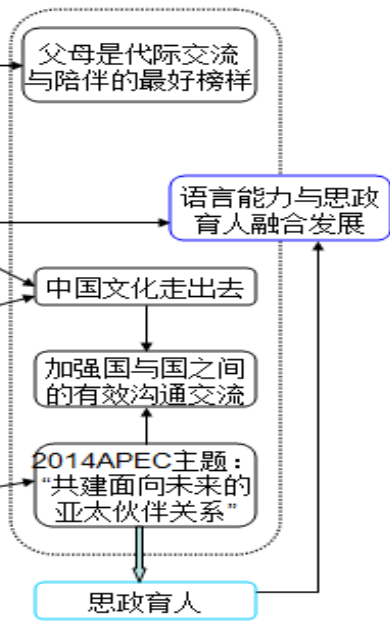 父母是代际交流
与陪伴的最好榜样
语言能力与思政
育人融合发展
中国文化走出去
加强国与国之间
的有效沟通交流
2014APEC主题：
“共建面向未来的
亚太伙伴关系”
思政育人